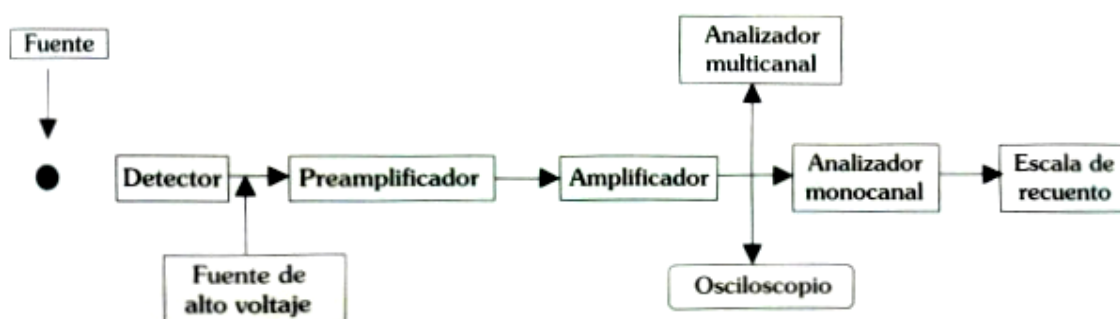 Fuente
Analizador
multicanal
Detector
Preamplificador
Amplificador
Analizador
monocanal
Escala de
recuento
Fuente de
alto voltaje
Osciloscopio